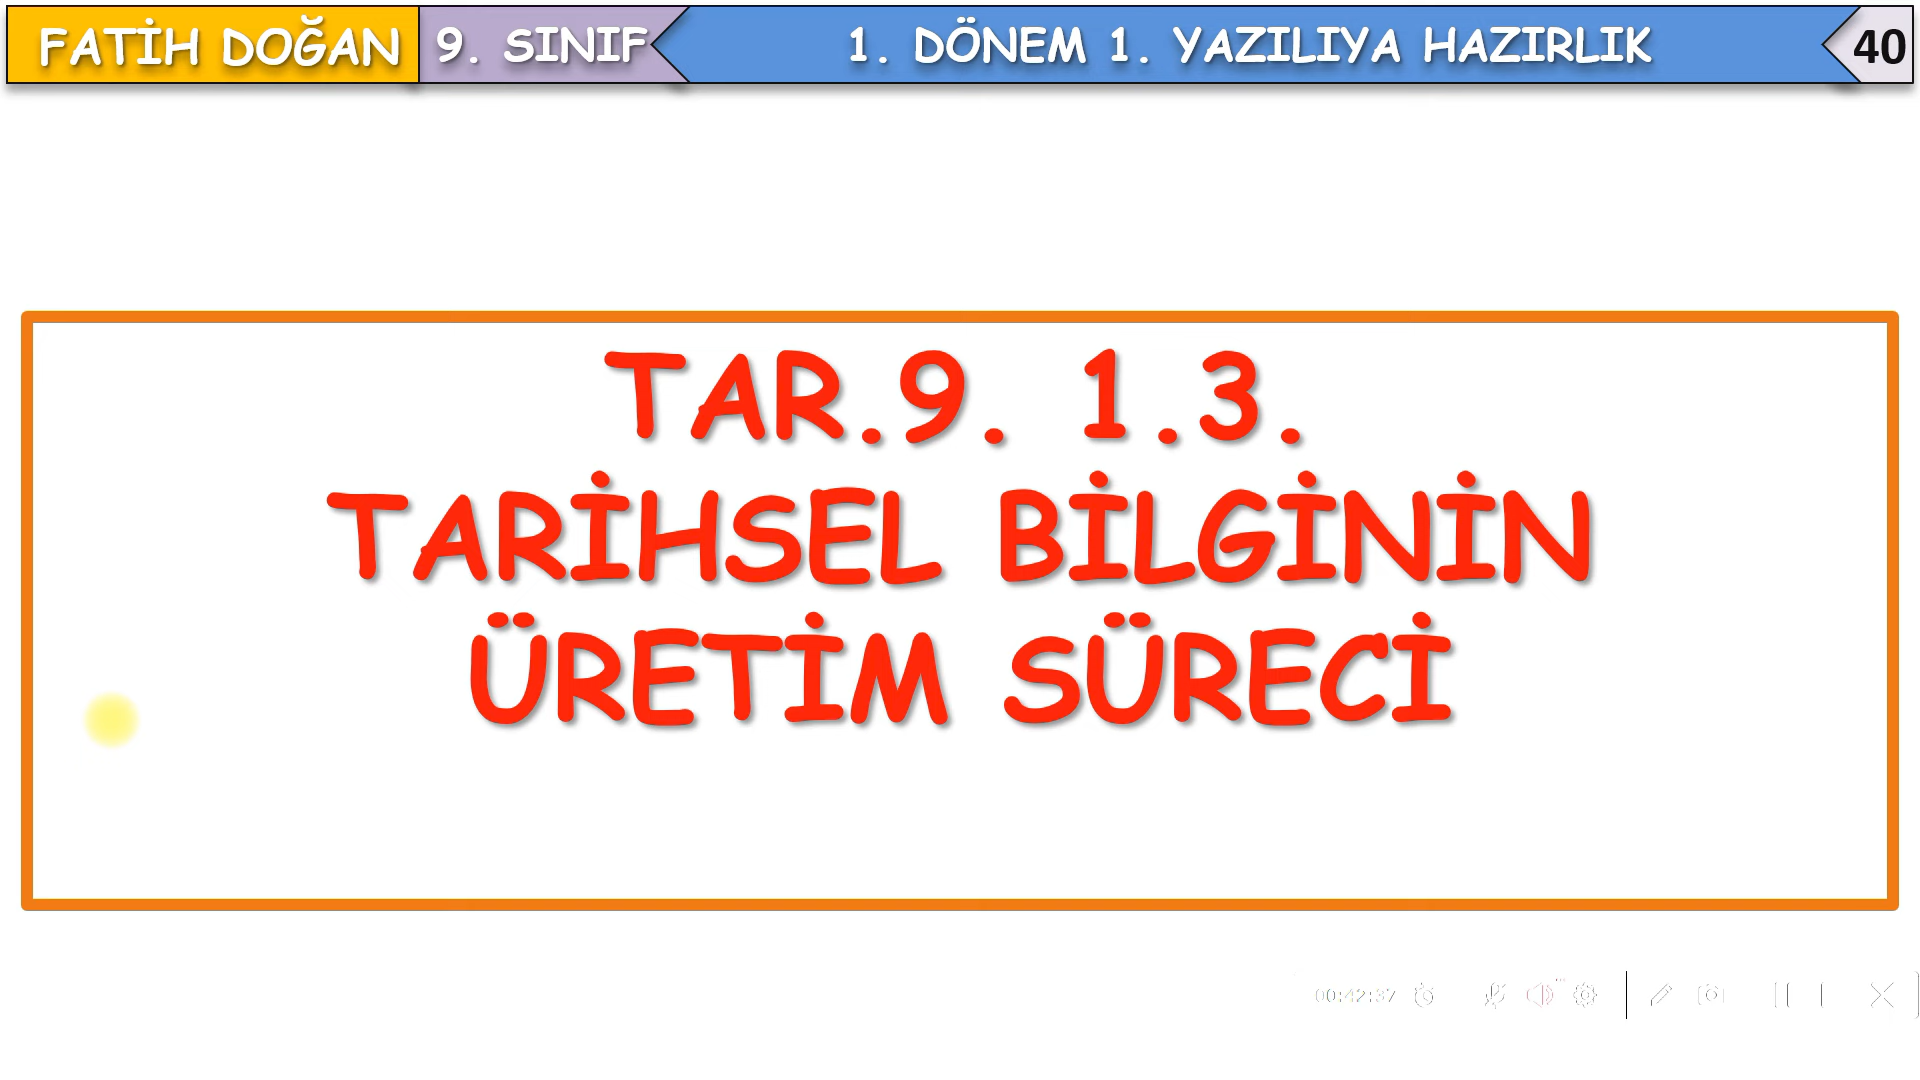 FATİH DOĞAN 9. SINIF 1. DÖNEM 1. YAZILIYA HAZIRLIK 40
TAR.9. 1.3.
TARİHSEL BİLGİNİN
ÜRETİM SÜRECİ
00:42:37